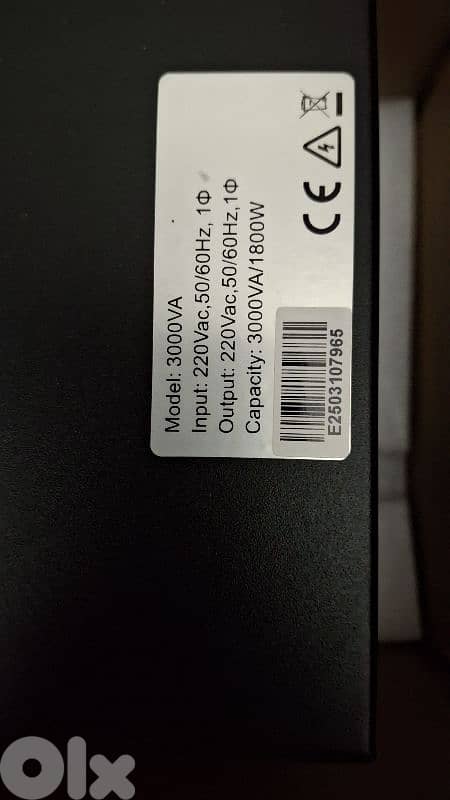 Model: 3000VA
Input: 220Vac,50/60Hz, 1Φ
Output: 220Vac,50/60Hz,1Φ
Capacity: 3000VA/1800W
E2503107965
CE
Olx